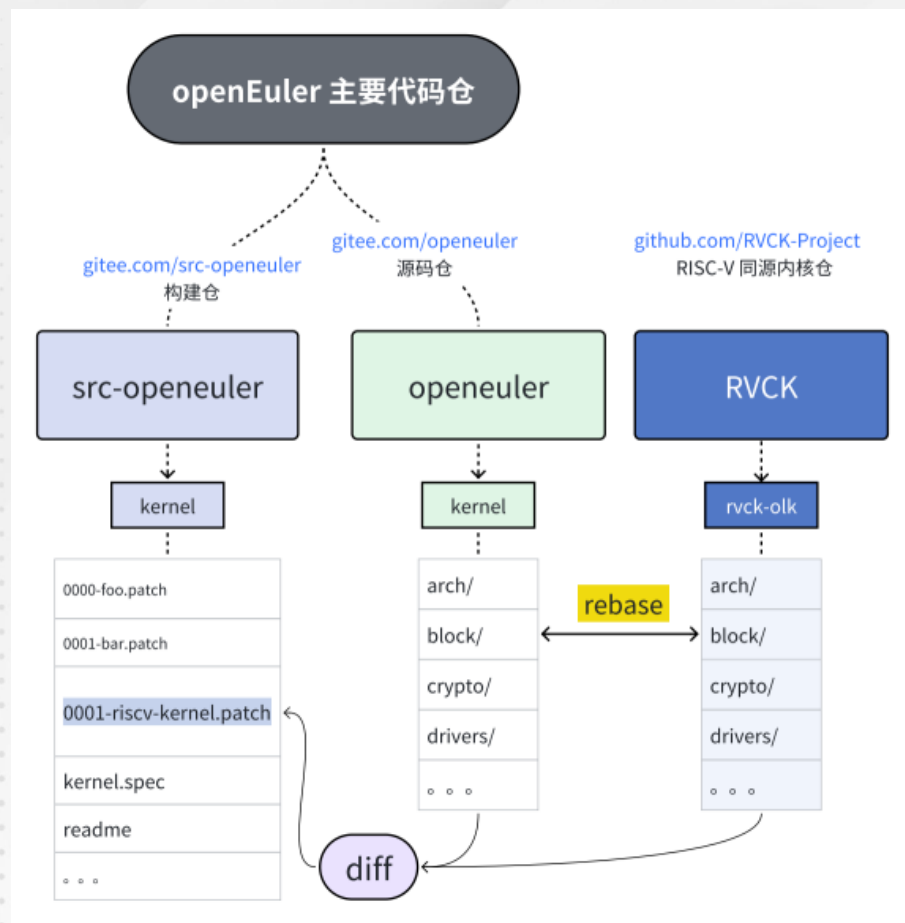 openEuler 主要代码仓
gitee.com/src-openeuler
构建仓
gitee.com/openeuler
源码仓
github.com/RVCK-Project
RISC-V 同源内核仓
src-openeuler
openeuler
RVCK
kernel
kernel
rvck-olk
0000-foo.patch
0001-bar.patch
0001-riscv-kernel.patch
kernel.spec
readme
。。。
arch/
block/
crypto/
drivers/
。。。
rebase
arch/
block/
crypto/
drivers/
。。。
diff